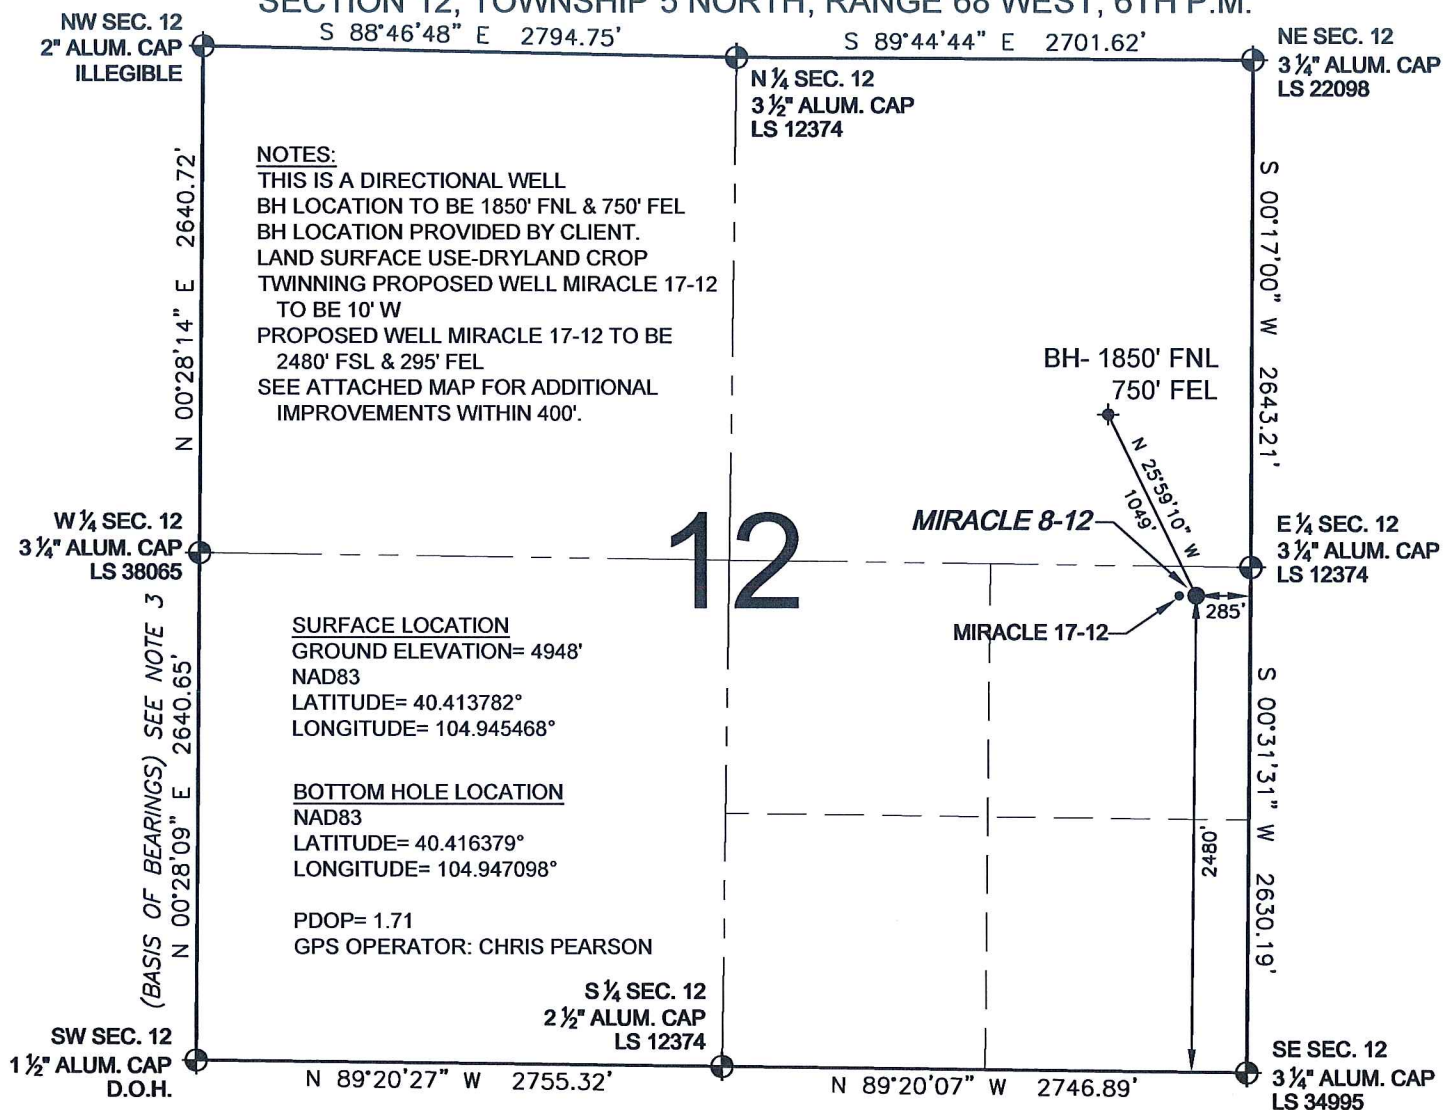 SECTION 12, TOWNSHIP 5 NORTH, RANGE 68 WEST, 6TH P.M.
NW SEC. 12
2" ALUM. CAP
ILLEGIBLE
S 88°46'48" E 2794.75'
S 89°44'44" E 2701.62'
NE SEC. 12
3 ¼" ALUM. CAP
LS 22098
N ¼ SEC. 12
3 ½" ALUM. CAP
LS 12374
N 00°28'14" E 2640.72'
NOTES:
THIS IS A DIRECTIONAL WELL
BH LOCATION TO BE 1850' FNL & 750' FEL
BH LOCATION PROVIDED BY CLIENT.
LAND SURFACE USE-DRYLAND CROP
TWINNING PROPOSED WELL MIRACLE 17-12
TO BE 10' W
PROPOSED WELL MIRACLE 17-12 TO BE
2480' FSL & 295' FEL
SEE ATTACHED MAP FOR ADDITIONAL
IMPROVEMENTS WITHIN 400'.
S 00°17'00" W 2643.21'
BH- 1850' FNL
750' FEL
N 25°59'10" W
1049'
W ¼ SEC. 12
3 ¼" ALUM. CAP
LS 38065
12
MIRACLE 8-12
E ¼ SEC. 12
3 ¼" ALUM. CAP
LS 12374
285'
MIRACLE 17-12
(BASIS OF BEARINGS) SEE NOTE 3
N 00°28'09" E 2640.65'
SURFACE LOCATION
GROUND ELEVATION= 4948'
NAD83
LATITUDE= 40.413782°
LONGITUDE= 104.945468°
BOTTOM HOLE LOCATION
NAD83
LATITUDE= 40.416379°
LONGITUDE= 104.947098°
PDOP= 1.71
GPS OPERATOR: CHRIS PEARSON
2480'
S 00°31'31" W 2630.19'
S ¼ SEC. 12
2 ½" ALUM. CAP
LS 12374
SW SEC. 12
1 ½" ALUM. CAP
D.O.H.
N 89°20'27" W 2755.32'
N 89°20'07" W 2746.89'
SE SEC. 12
3 ¼" ALUM. CAP
LS 34995